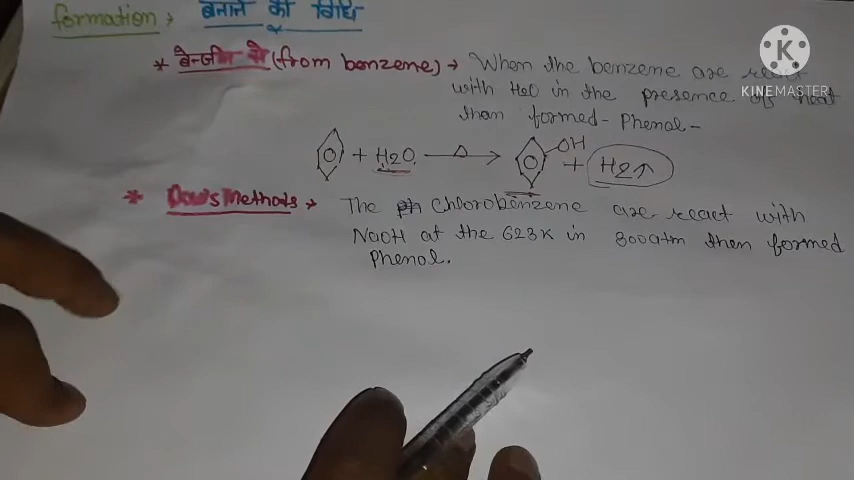 formation:- बनाने की विधि
* बेन्जीन से (from benzene) → When the benzene are react
with H2O in the presence of heat
than formed - Phenol -
+ H2O △ → OH + H2↑
* Dow's Methods → The Chlorobenzene are react with
NaOH at the 623K in 300atm then formed
Phenol.
K
KINEMASTER